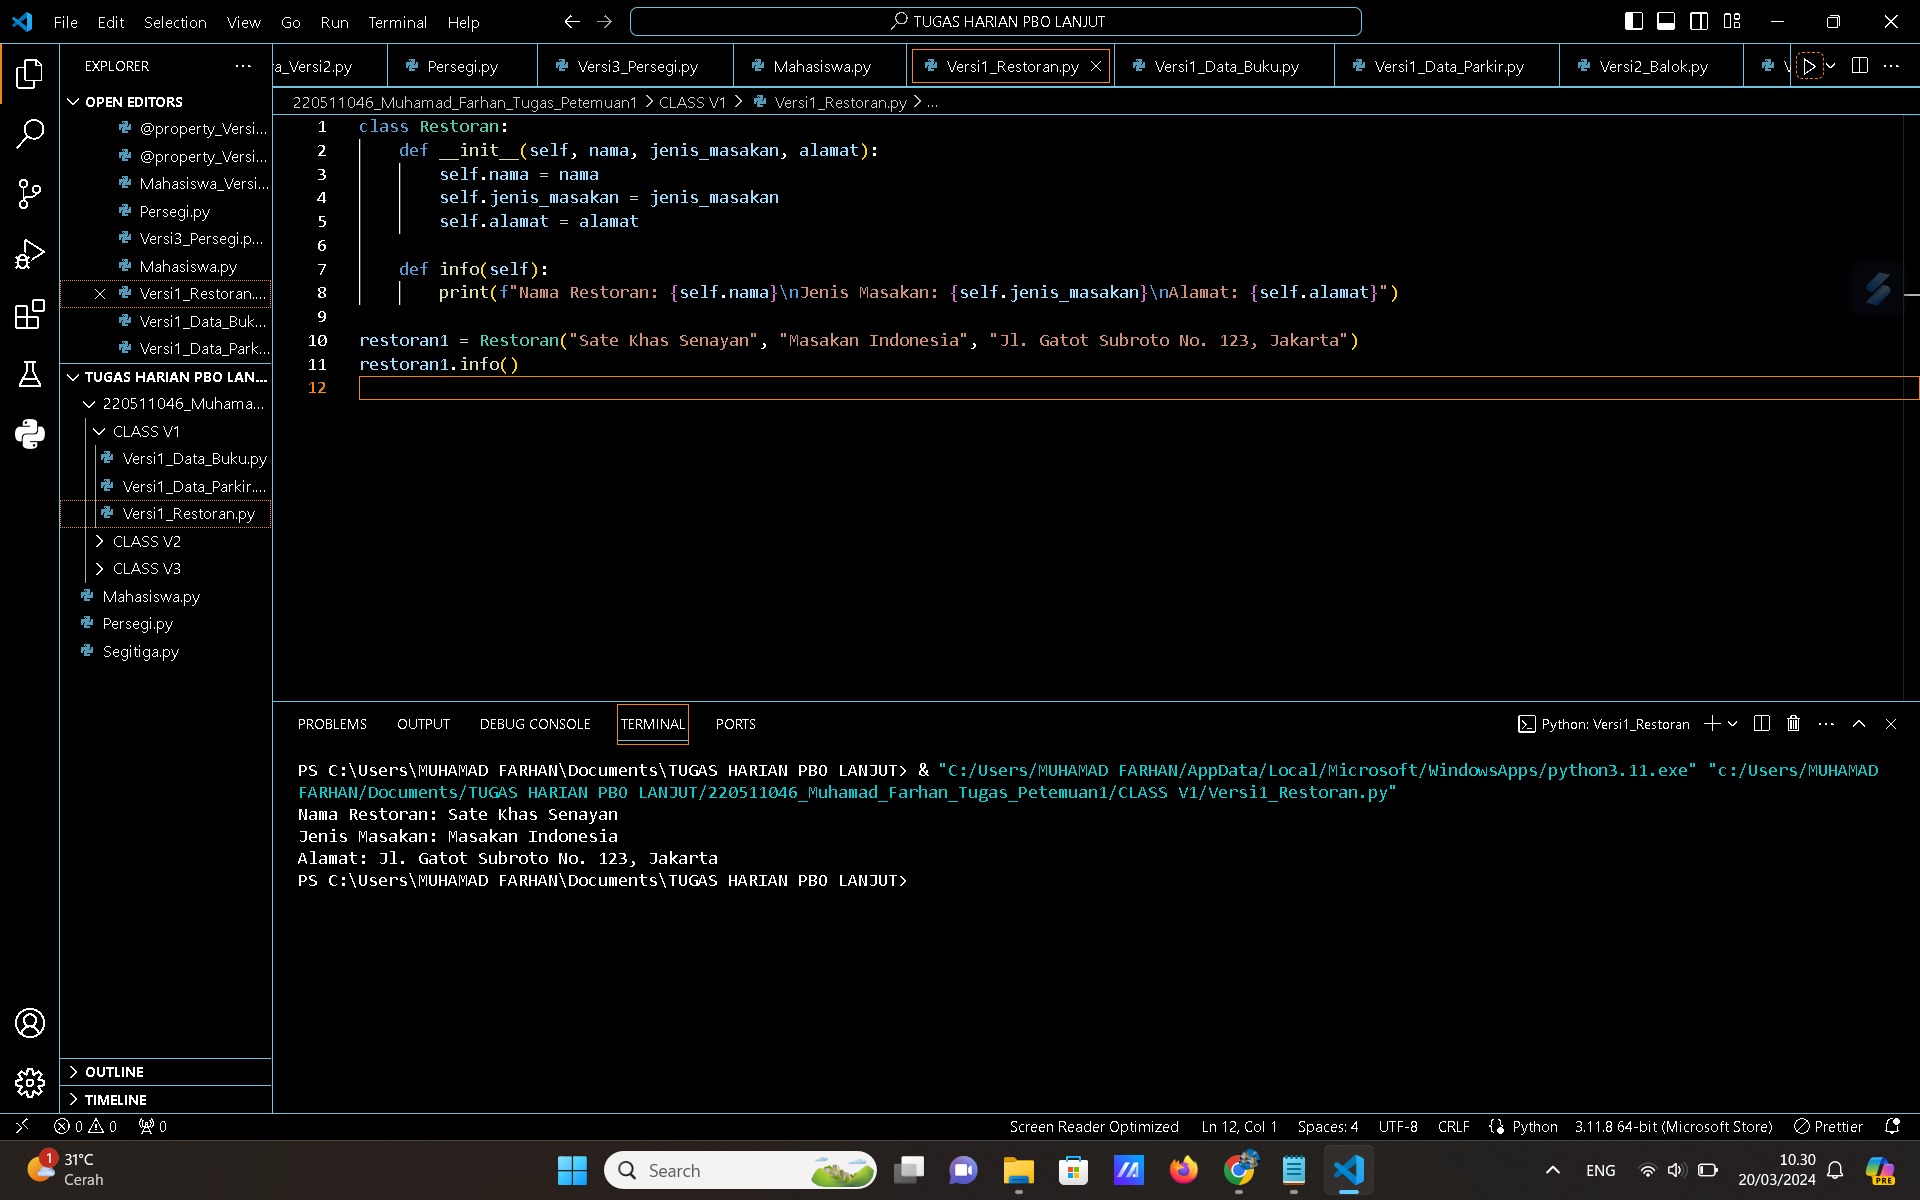 File Edit Selection View Go Run Terminal Help
TUGAS HARIAN PBO LANJUT
EXPLORER
a_Versi2.py
Persegi.py
Versi3_Persegi.py
Mahasiswa.py
Versi1_Restoran.py
Versi1_Data_Buku.py
Versi1_Data_Parkir.py
Versi2_Balok.py
OPEN EDITORS
@property_Versi...
@property_Versi...
Mahasiswa_Versi...
Persegi.py
Versi3_Persegi.p...
Mahasiswa.py
Versi1_Restoran....
Versi1_Data_Buk...
Versi1_Data_Park...
TUGAS HARIAN PBO LAN...
220511046_Muhama...
CLASS V1
Versi1_Data_Buku.py
Versi1_Data_Parkir....
Versi1_Restoran.py
CLASS V2
CLASS V3
Mahasiswa.py
Persegi.py
Segitiga.py
OUTLINE
TIMELINE
220511046_Muhamad_Farhan_Tugas_Petemuan1 > CLASS V1 > Versi1_Restoran.py > ...
1 class Restoran:
2 def __init__(self, nama, jenis_masakan, alamat):
3 self.nama = nama
4 self.jenis_masakan = jenis_masakan
5 self.alamat = alamat
6
7 def info(self):
8 print(f"Nama Restoran: {self.nama}\nJenis Masakan: {self.jenis_masakan}\nAlamat: {self.alamat}")
9
10 restoran1 = Restoran("Sate Khas Senayan", "Masakan Indonesia", "Jl. Gatot Subroto No. 123, Jakarta")
11 restoran1.info()
12
PROBLEMS OUTPUT DEBUG CONSOLE TERMINAL PORTS
Python: Versi1_Restoran
PS C:\Users\MUHAMAD FARHAN\Documents\TUGAS HARIAN PBO LANJUT> & "C:/Users/MUHAMAD FARHAN/AppData/Local/Microsoft/WindowsApps/python3.11.exe" "c:/Users/MUHAMAD
FARHAN/Documents/TUGAS HARIAN PBO LANJUT/220511046_Muhamad_Farhan_Tugas_Petemuan1/CLASS V1/Versi1_Restoran.py"
Nama Restoran: Sate Khas Senayan
Jenis Masakan: Masakan Indonesia
Alamat: Jl. Gatot Subroto No. 123, Jakarta
PS C:\Users\MUHAMAD FARHAN\Documents\TUGAS HARIAN PBO LANJUT>
0 0 0
Screen Reader Optimized Ln 12, Col 1 Spaces: 4 UTF-8 CRLF Python 3.11.8 64-bit (Microsoft Store) Prettier
1
31°C
Cerah
Search
ENG
10.30
20/03/2024
PRE